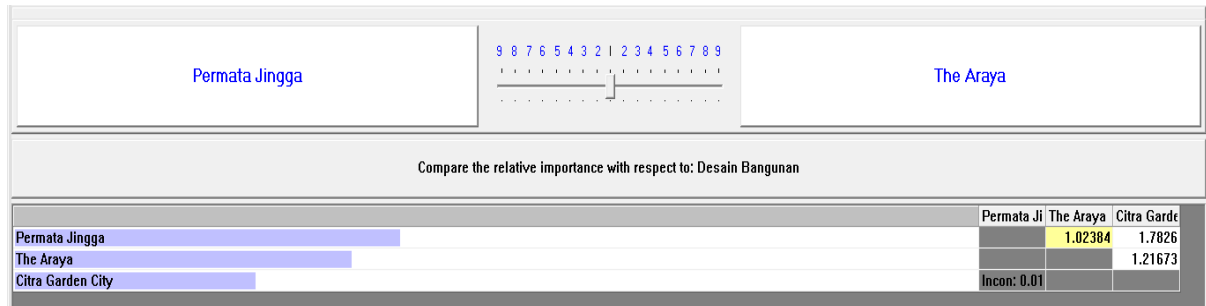 9 8 7 6 5 4 3 2 1 2 3 4 5 6 7 8 9
Permata Jingga
The Araya
Compare the relative importance with respect to: Desain Bangunan
Permata Ji The Araya Citra Garde
Permata Jingga 1.02384 1.7826
The Araya 1.21673
Citra Garden City Incon: 0.01